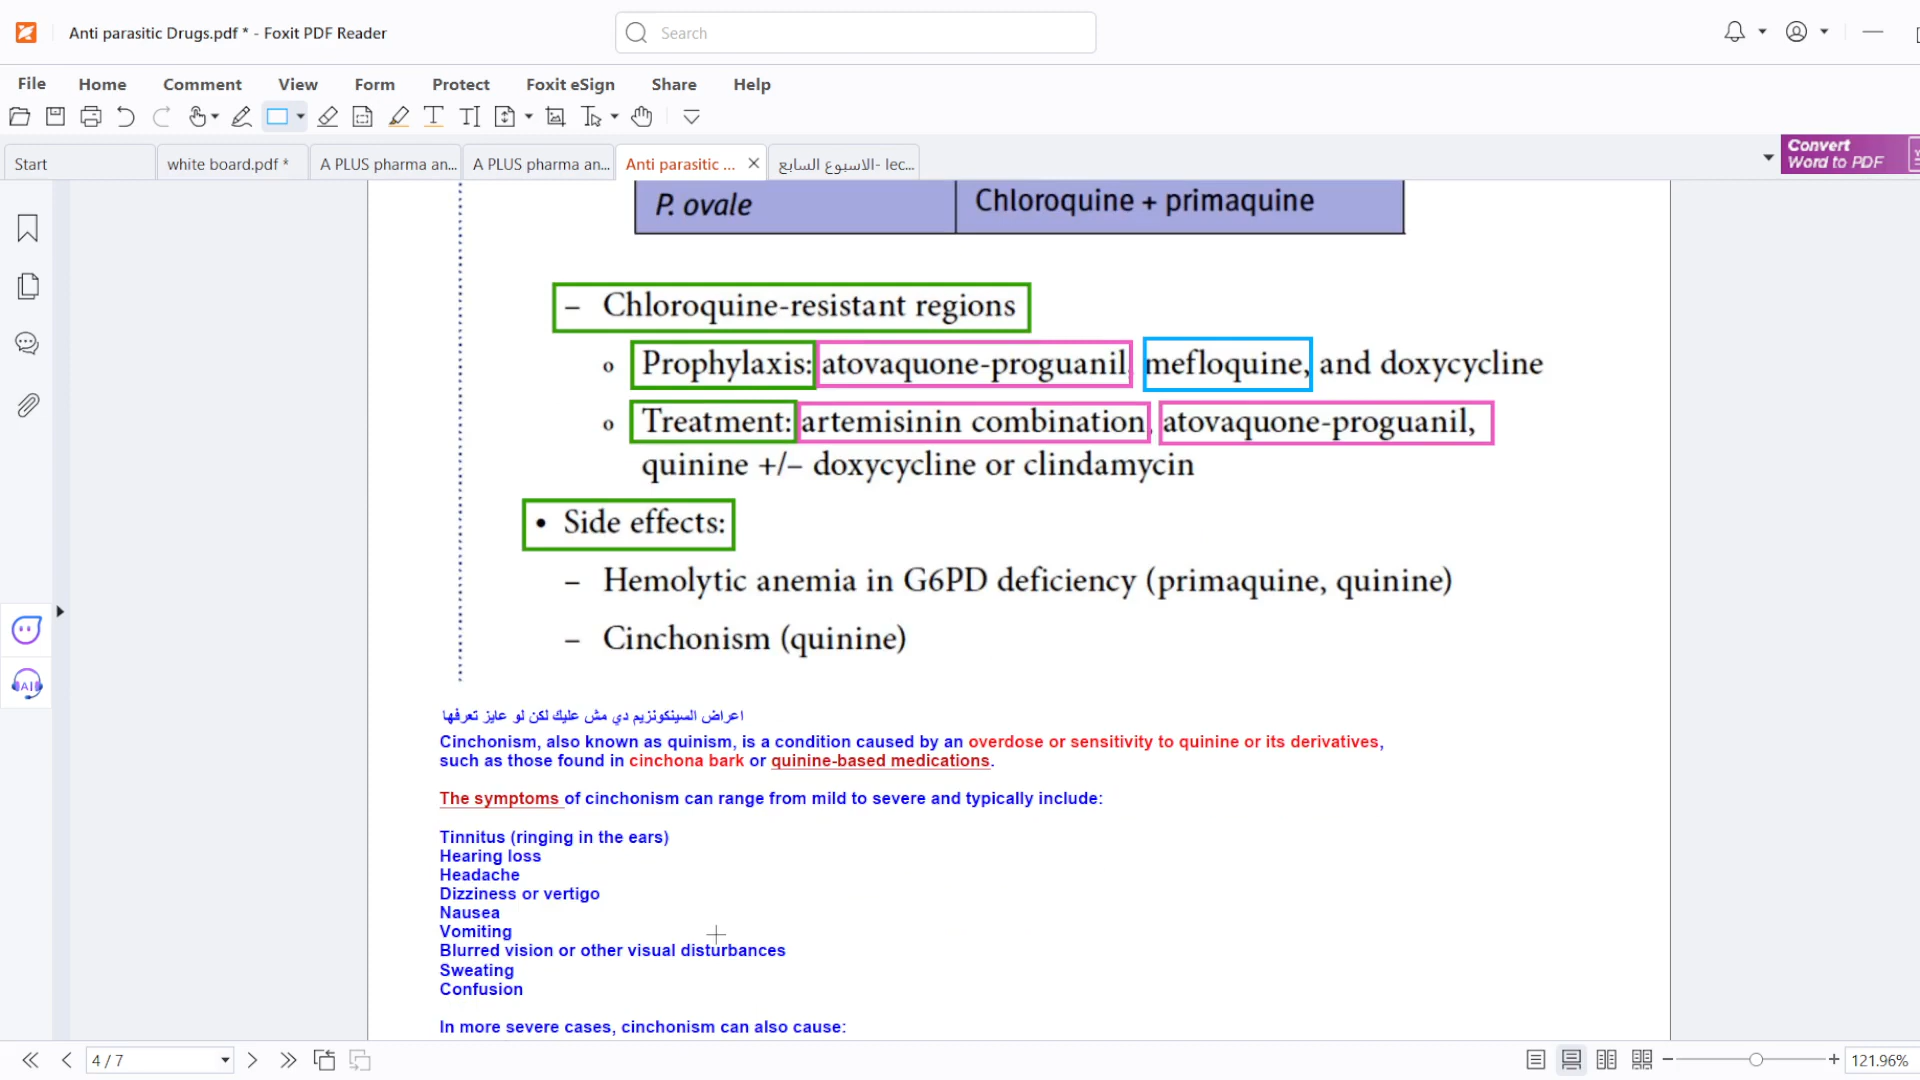 Anti parasitic Drugs.pdf * - Foxit PDF Reader
Search
File Home Comment View Form Protect Foxit eSign Share Help
Start
white board.pdf *
A PLUS pharma an...
A PLUS pharma an...
Anti parasitic ...
الاسبوع السابع- lec...
Convert
Word to PDF
P. ovale
Chloroquine + primaquine
– Chloroquine-resistant regions
o Prophylaxis: atovaquone-proguanil, mefloquine, and doxycycline
o Treatment: artemisinin combination, atovaquone-proguanil,
quinine +/– doxycycline or clindamycin
• Side effects:
– Hemolytic anemia in G6PD deficiency (primaquine, quinine)
– Cinchonism (quinine)
اعراض السينكونزيم دي مش عليك لكن لو عايز تعرفها
Cinchonism, also known as quinism, is a condition caused by an overdose or sensitivity to quinine or its derivatives,
such as those found in cinchona bark or quinine-based medications.
The symptoms of cinchonism can range from mild to severe and typically include:
Tinnitus (ringing in the ears)
Hearing loss
Headache
Dizziness or vertigo
Nausea
Vomiting
Blurred vision or other visual disturbances
Sweating
Confusion
In more severe cases, cinchonism can also cause:
AI
4 / 7
121.96%